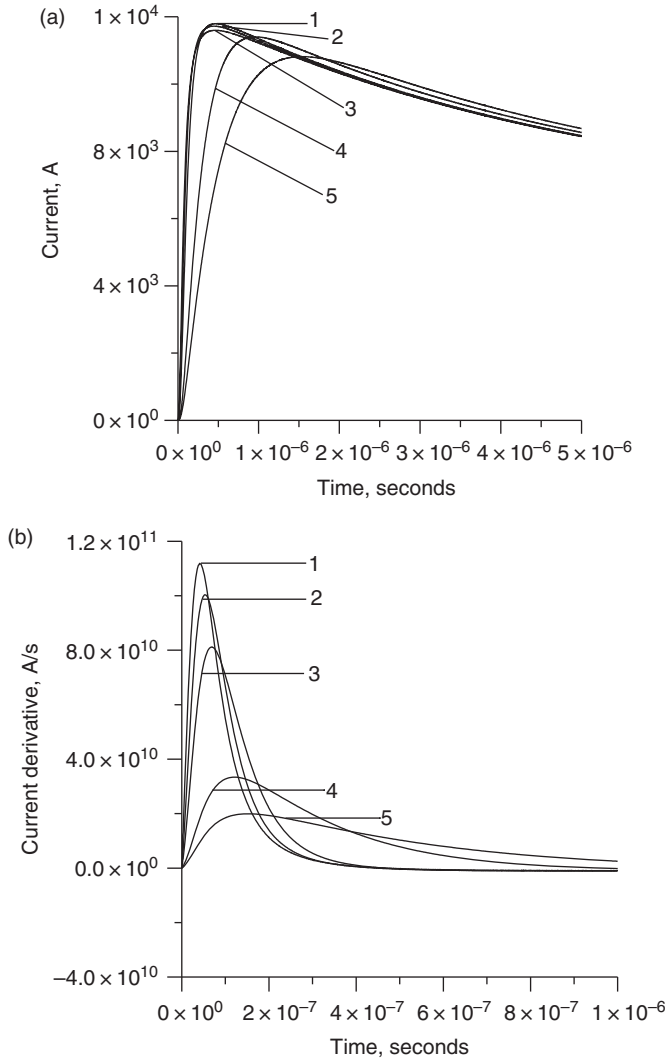 (a)
1 × 10⁴
8 × 10³
4 × 10³
0 × 10⁰
Current, A
1
2
3
4
5
0 × 10⁰ 1 × 10⁻⁶ 2 × 10⁻⁶ 3 × 10⁻⁶ 4 × 10⁻⁶ 5 × 10⁻⁶
Time, seconds
(b)
1.2 × 10¹¹
8.0 × 10¹⁰
4.0 × 10¹⁰
0.0 × 10⁰
−4.0 × 10¹⁰
Current derivative, A/s
1
2
3
4
5
0 × 10⁰ 2 × 10⁻⁷ 4 × 10⁻⁷ 6 × 10⁻⁷ 8 × 10⁻⁷ 1 × 10⁻⁶
Time, seconds